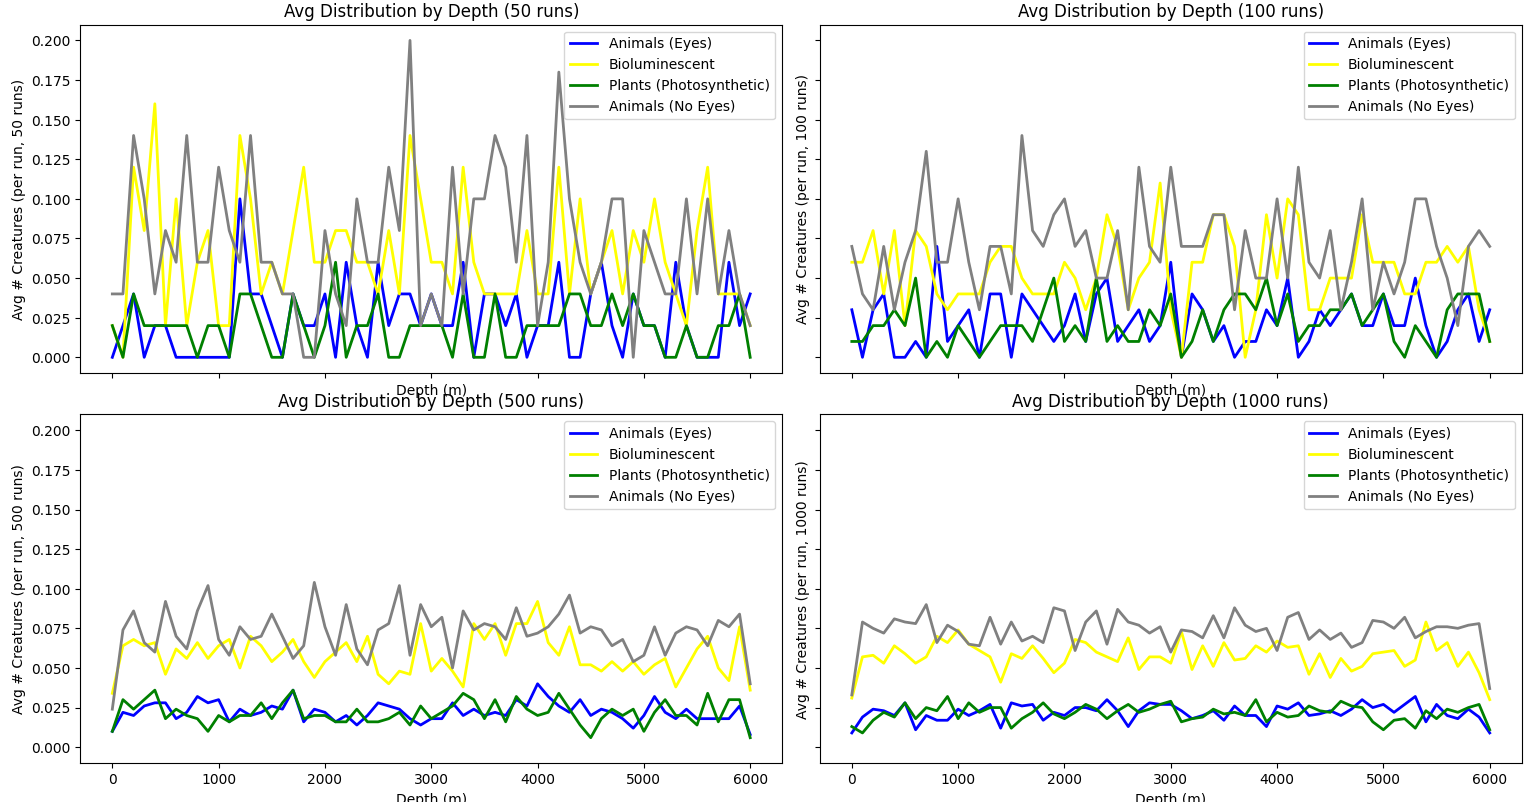 Avg Distribution by Depth (50 runs)
Avg # Creatures (per run, 50 runs)
0.200
0.175
0.150
0.125
0.100
0.075
0.050
0.025
0.000
Animals (Eyes)
Bioluminescent
Plants (Photosynthetic)
Animals (No Eyes)
Depth (m)
Avg Distribution by Depth (100 runs)
Avg # Creatures (per run, 100 runs)
Animals (Eyes)
Bioluminescent
Plants (Photosynthetic)
Animals (No Eyes)
Depth (m)
Avg Distribution by Depth (500 runs)
Avg # Creatures (per run, 500 runs)
0.200
0.175
0.150
0.125
0.100
0.075
0.050
0.025
0.000
Animals (Eyes)
Bioluminescent
Plants (Photosynthetic)
Animals (No Eyes)
0 1000 2000 3000 4000 5000 6000
Depth (m)
Avg Distribution by Depth (1000 runs)
Avg # Creatures (per run, 1000 runs)
Animals (Eyes)
Bioluminescent
Plants (Photosynthetic)
Animals (No Eyes)
0 1000 2000 3000 4000 5000 6000
Depth (m)